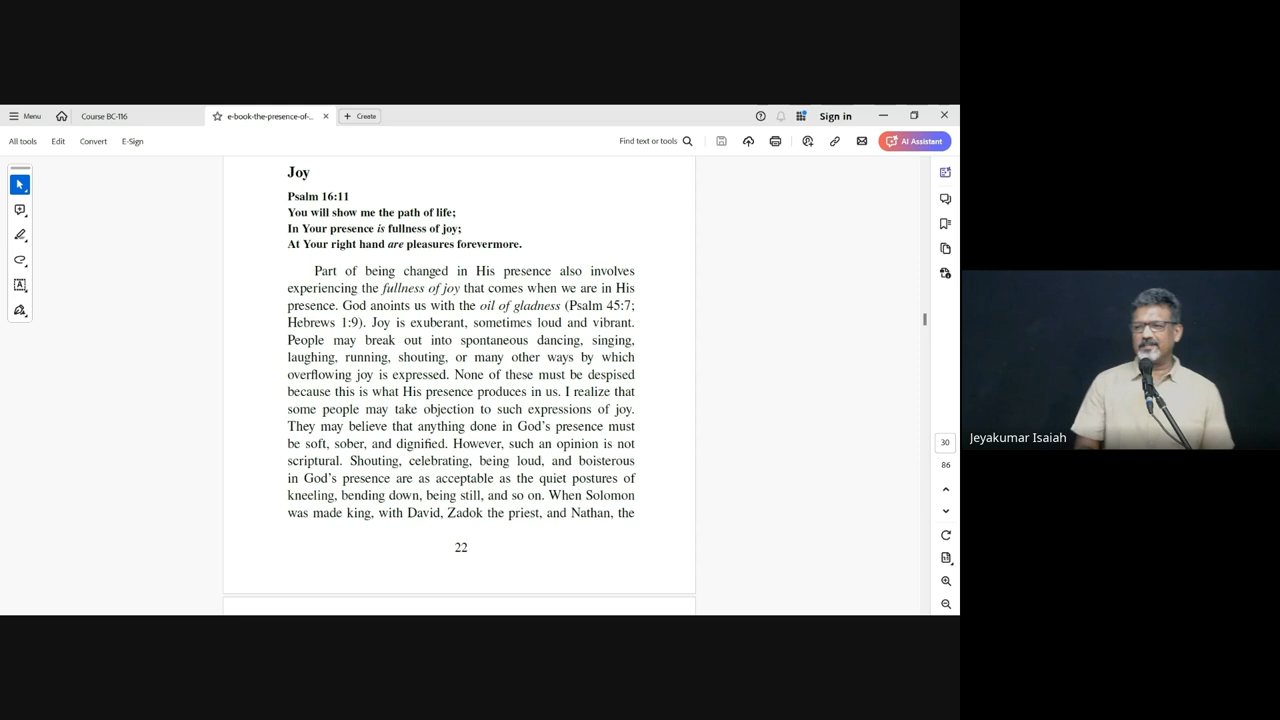 Menu
Course BC-116
e-book-the-presence-of-...
Create
Sign in
All tools
Edit
Convert
E-Sign
Find text or tools
AI Assistant
Joy
Psalm 16:11
You will show me the path of life;
In Your presence is fullness of joy;
At Your right hand are pleasures forevermore.
Part of being changed in His presence also involves
experiencing the fullness of joy that comes when we are in His
presence. God anoints us with the oil of gladness (Psalm 45:7;
Hebrews 1:9). Joy is exuberant, sometimes loud and vibrant.
People may break out into spontaneous dancing, singing,
laughing, running, shouting, or many other ways by which
overflowing joy is expressed. None of these must be despised
because this is what His presence produces in us. I realize that
some people may take objection to such expressions of joy.
They may believe that anything done in God's presence must
be soft, sober, and dignified. However, such an opinion is not
scriptural. Shouting, celebrating, being loud, and boisterous
in God's presence are as acceptable as the quiet postures of
kneeling, bending down, being still, and so on. When Solomon
was made king, with David, Zadok the priest, and Nathan, the
22
30
86
Jeyakumar Isaiah